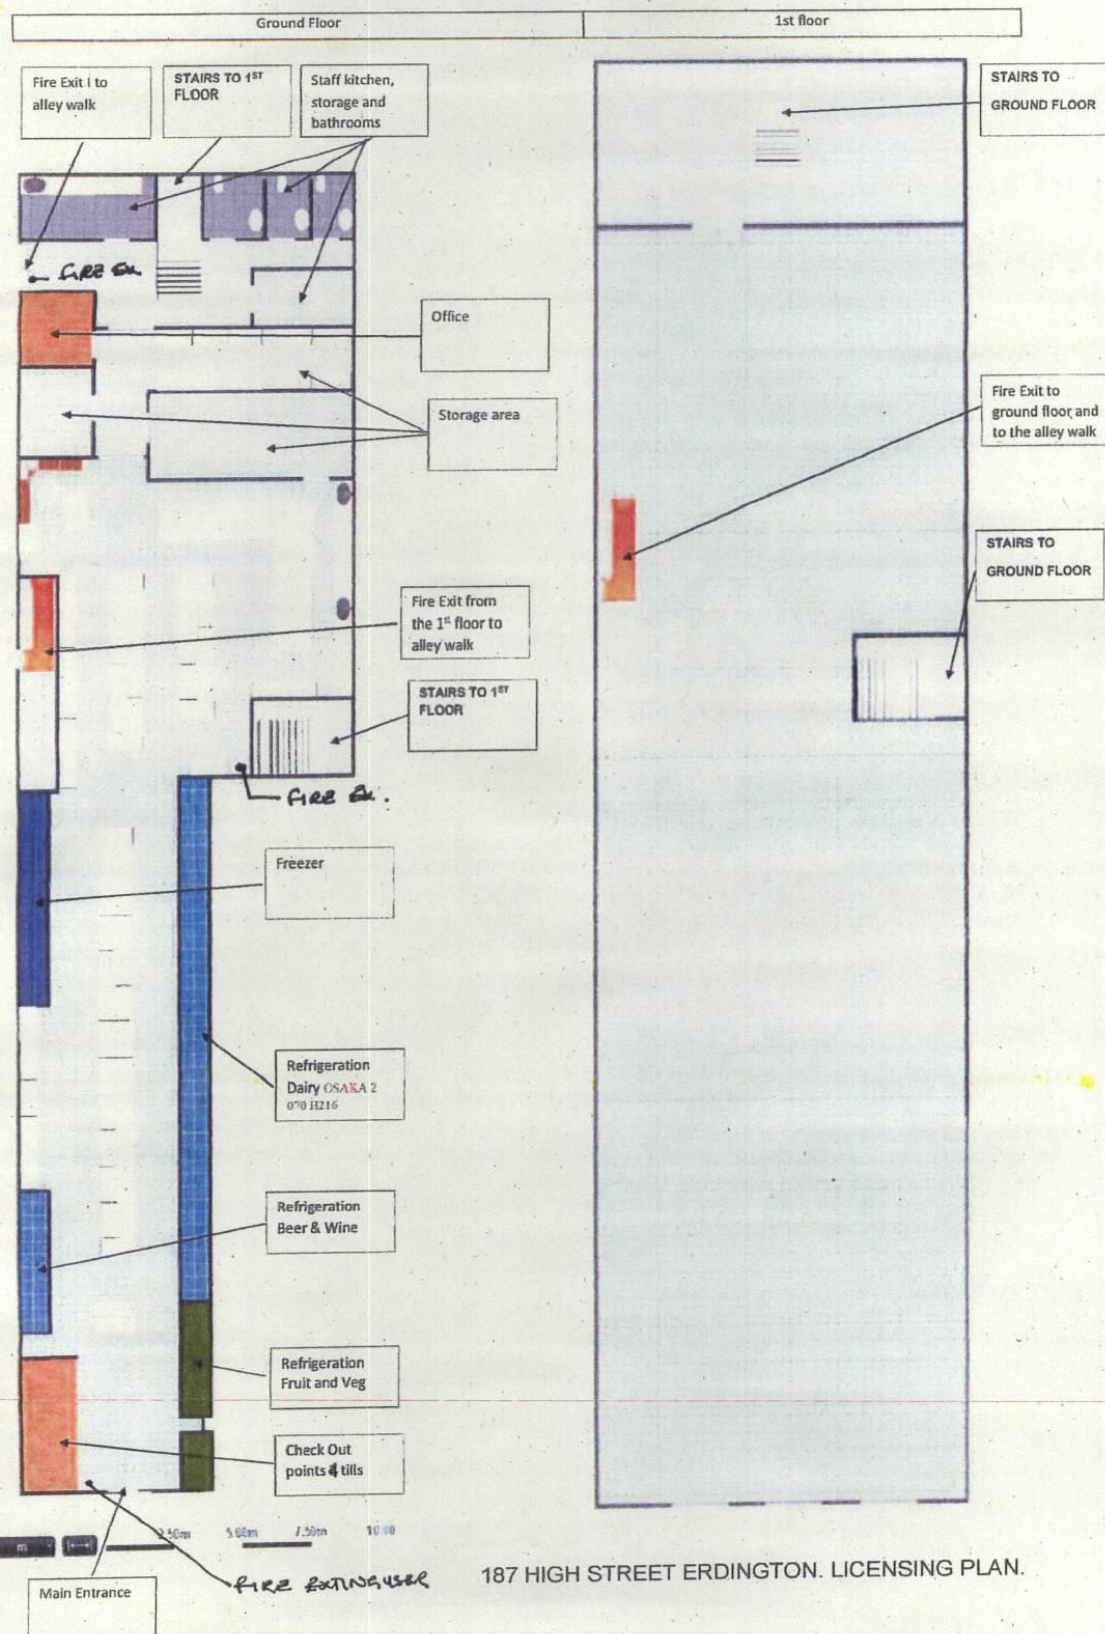 Ground Floor
1st floor
Fire Exit I to
alley walk
STAIRS TO 1ST
FLOOR
Staff kitchen,
storage and
bathrooms
STAIRS TO
GROUND FLOOR
FIRE EX
Office
Storage area
Fire Exit to
ground floor and
to the alley walk
STAIRS TO
GROUND FLOOR
Fire Exit from
the 1st floor to
alley walk
STAIRS TO 1ST
FLOOR
FIRE EX.
Freezer
Refrigeration
Dairy OSAKA 2
070 H216
Refrigeration
Beer & Wine
Refrigeration
Fruit and Veg
Check Out
points 4 tills
m
2.50m 5.00m 7.50m 10.00
Main Entrance
FIRE EXTINGUSER
187 HIGH STREET ERDINGTON. LICENSING PLAN.